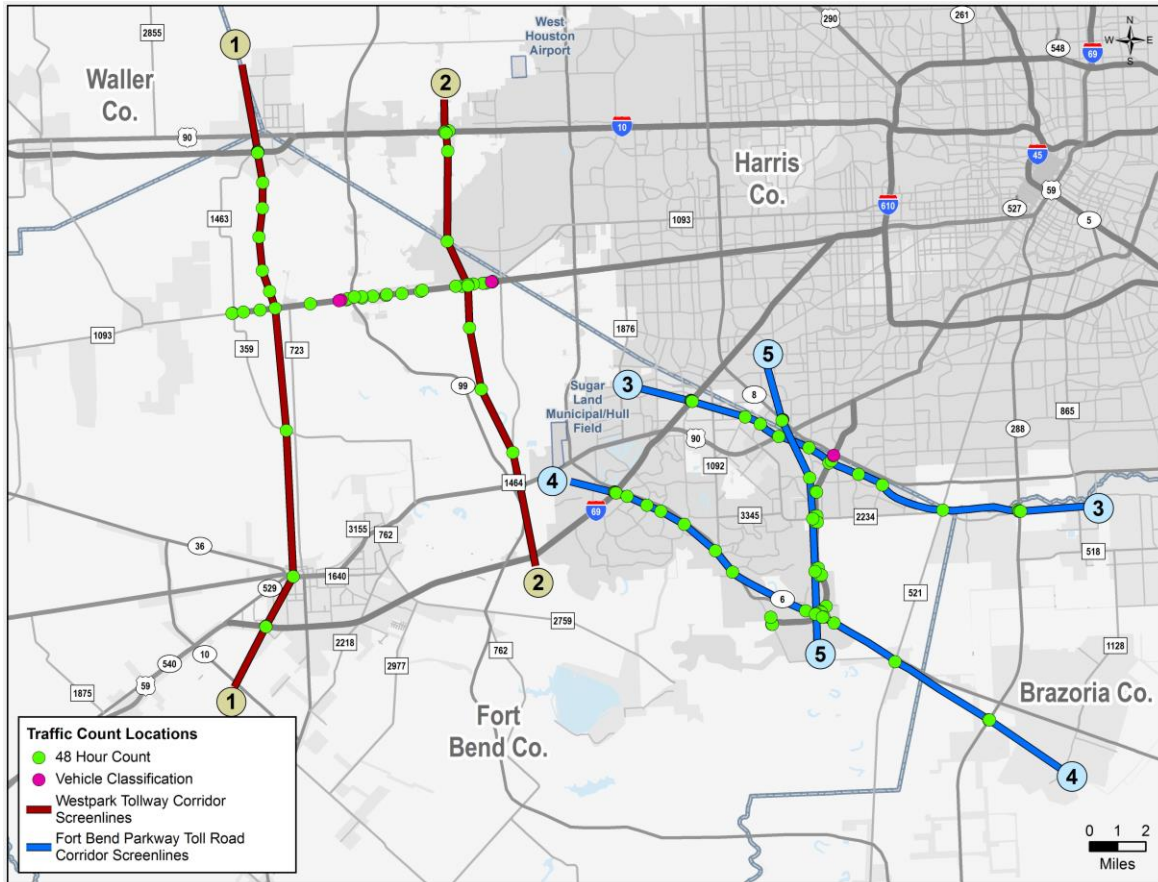 2855
290
261
West
Houston
Airport
548
N
W
E
S
69
1
Waller
Co.
2
90
10
Harris
Co.
45
59
610
527
5
1463
1093
1093
359
723
1876
5
99
3
8
Sugar
Land
Municipal/Hull
Field
90
865
288
1092
4
1464
69
3345
2234
3
36
3155
762
518
1640
529
2
6
521
2218
2759
10
762
5
540
2977
1128
1875
59
1
Fort
Bend Co.
Brazoria Co.
4
Traffic Count Locations
48 Hour Count
Vehicle Classification
Westpark Tollway Corridor
Screenlines
Fort Bend Parkway Toll Road
Corridor Screenlines
0 1 2
Miles